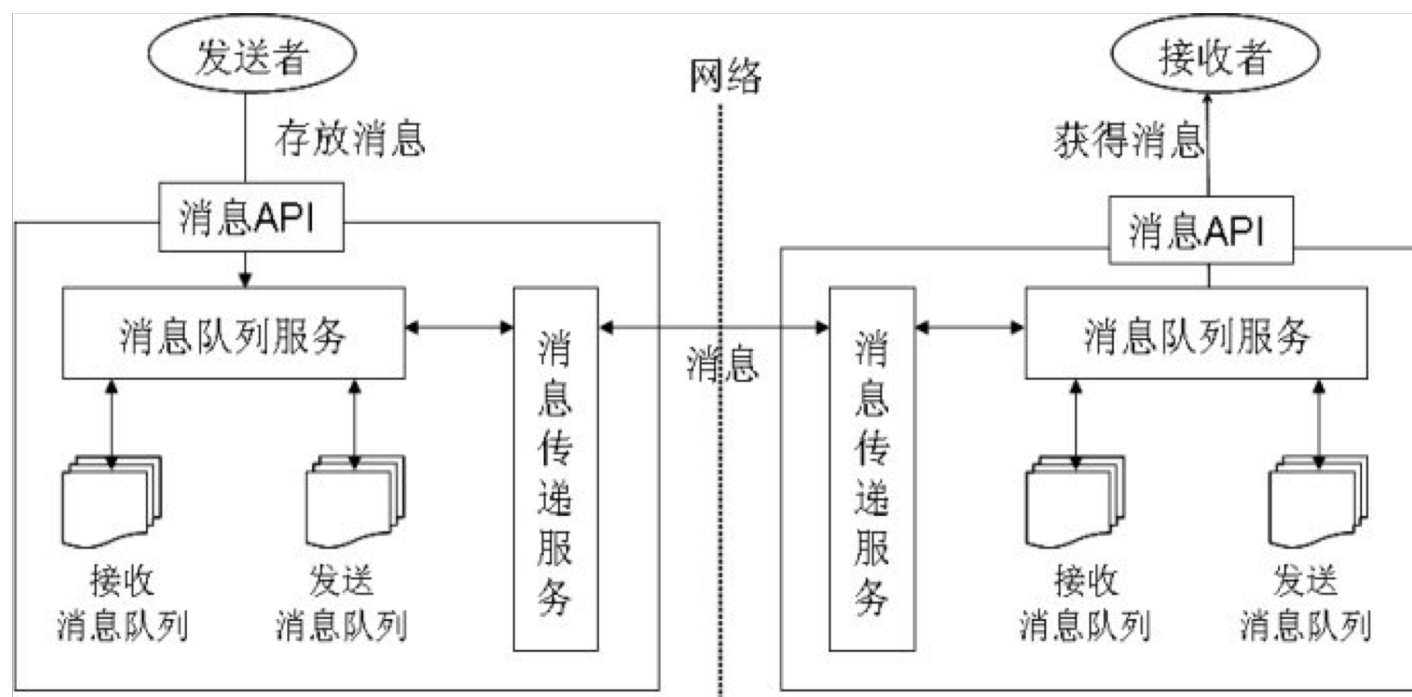 发送者
接收者
网络
存放消息
获得消息
消息API
消息API
消息队列服务
消息传递服务
消息
消息传递服务
消息队列服务
接收
消息队列
发送
消息队列
接收
消息队列
发送
消息队列